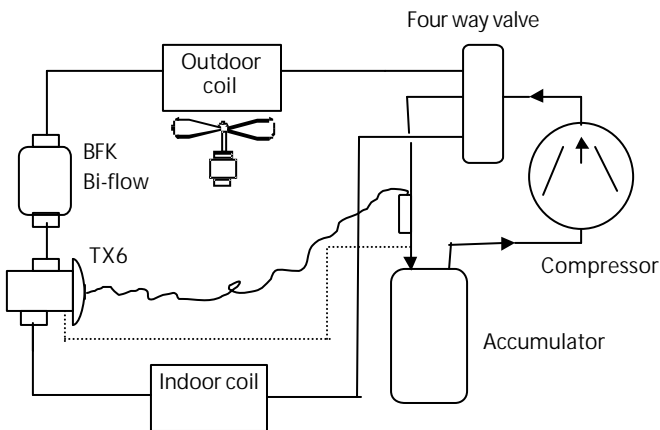 Four way valve
Outdoor
coil
BFK
Bi-flow
TX6
Compressor
Accumulator
Indoor coil